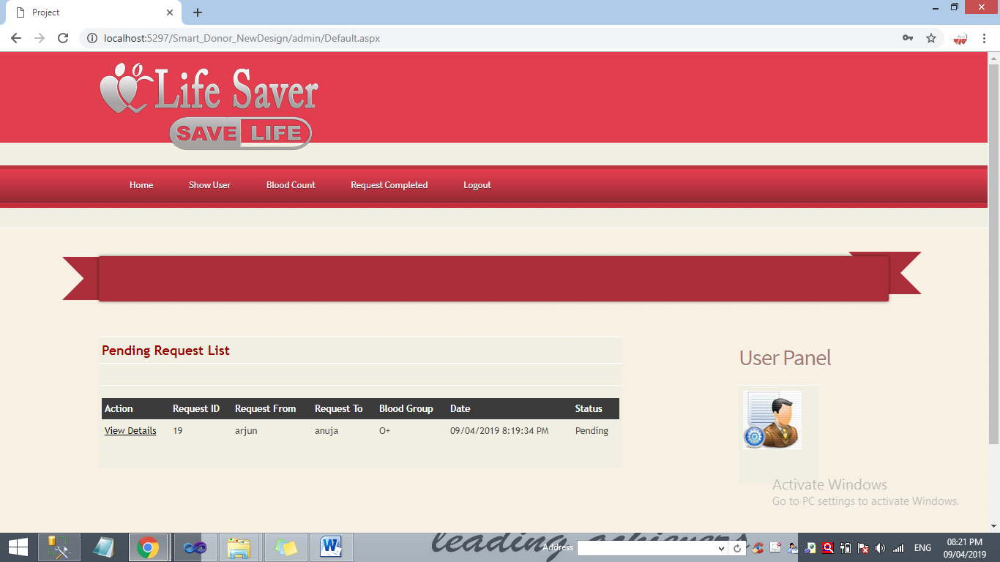 Project
localhost:5297/Smart_Donor_NewDesign/admin/Default.aspx
Life Saver
SAVE LIFE
Home Show User Blood Count Request Completed Logout
Pending Request List
Action Request ID Request From Request To Blood Group Date Status
View Details 19 arjun anuja O+ 09/04/2019 8:19:34 PM Pending
User Panel
Activate Windows
Go to PC settings to activate Windows.
leading achievers
Address
ENG
08:21 PM
09/04/2019